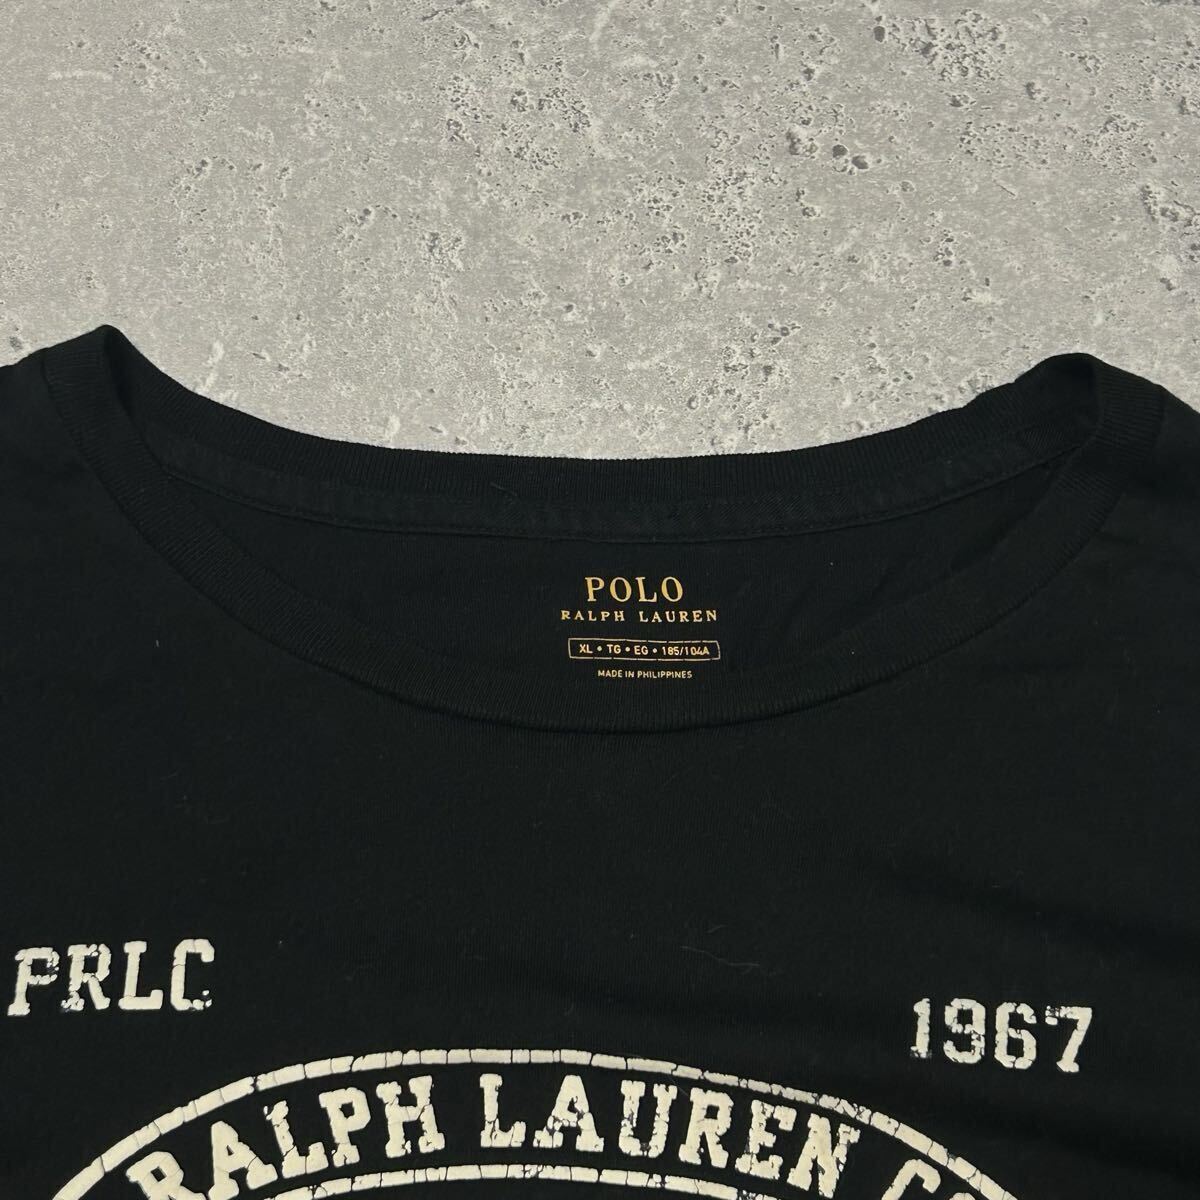 POLO
RALPH LAUREN
XL • TG • EG • 185/104A
MADE IN PHILIPPINES
PRLC
1967
RALPH LAUREN